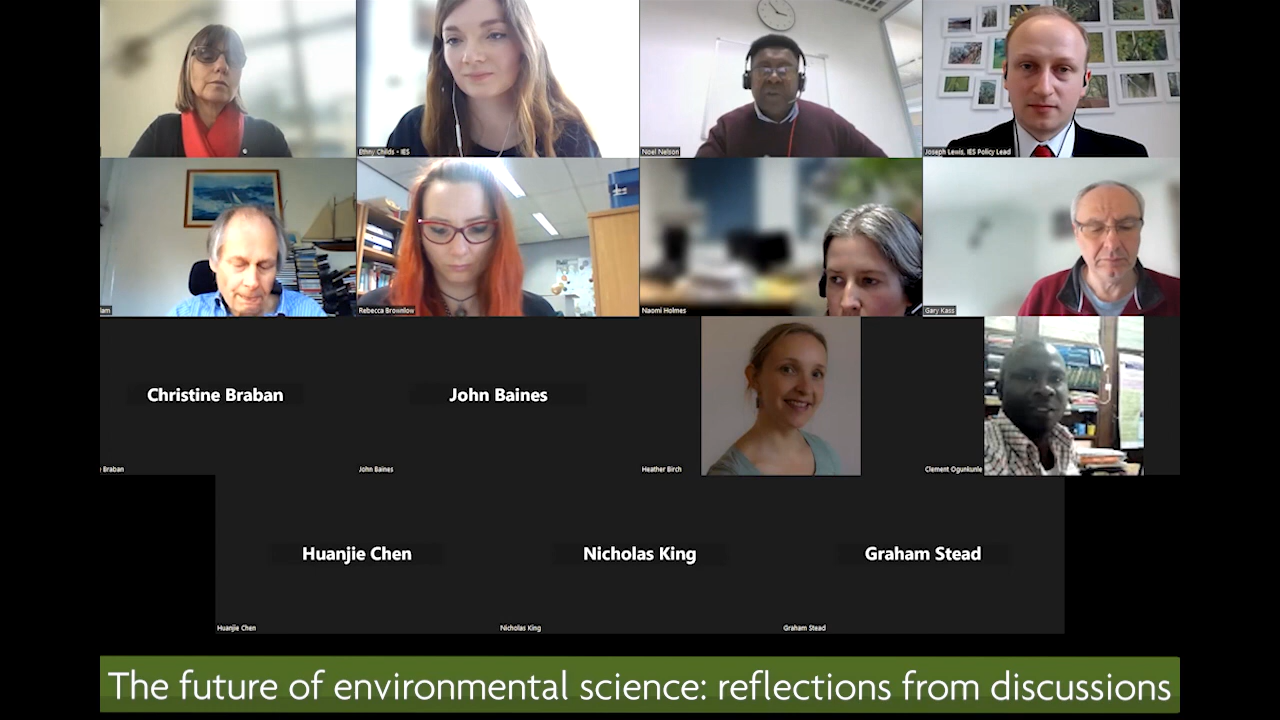 Ethny Childs - IES
Noel Nelson
Joseph Lewis, IES Policy Lead
Rebecca Brownlow
Naomi Holmes
Gary Kass
Christine Braban
John Baines
Braban
John Baines
Heather Birch
Clement Ogunkunle
Huanjie Chen
Nicholas King
Graham Stead
Huanjie Chen
Nicholas King
Graham Stead
The future of environmental science: reflections from discussions